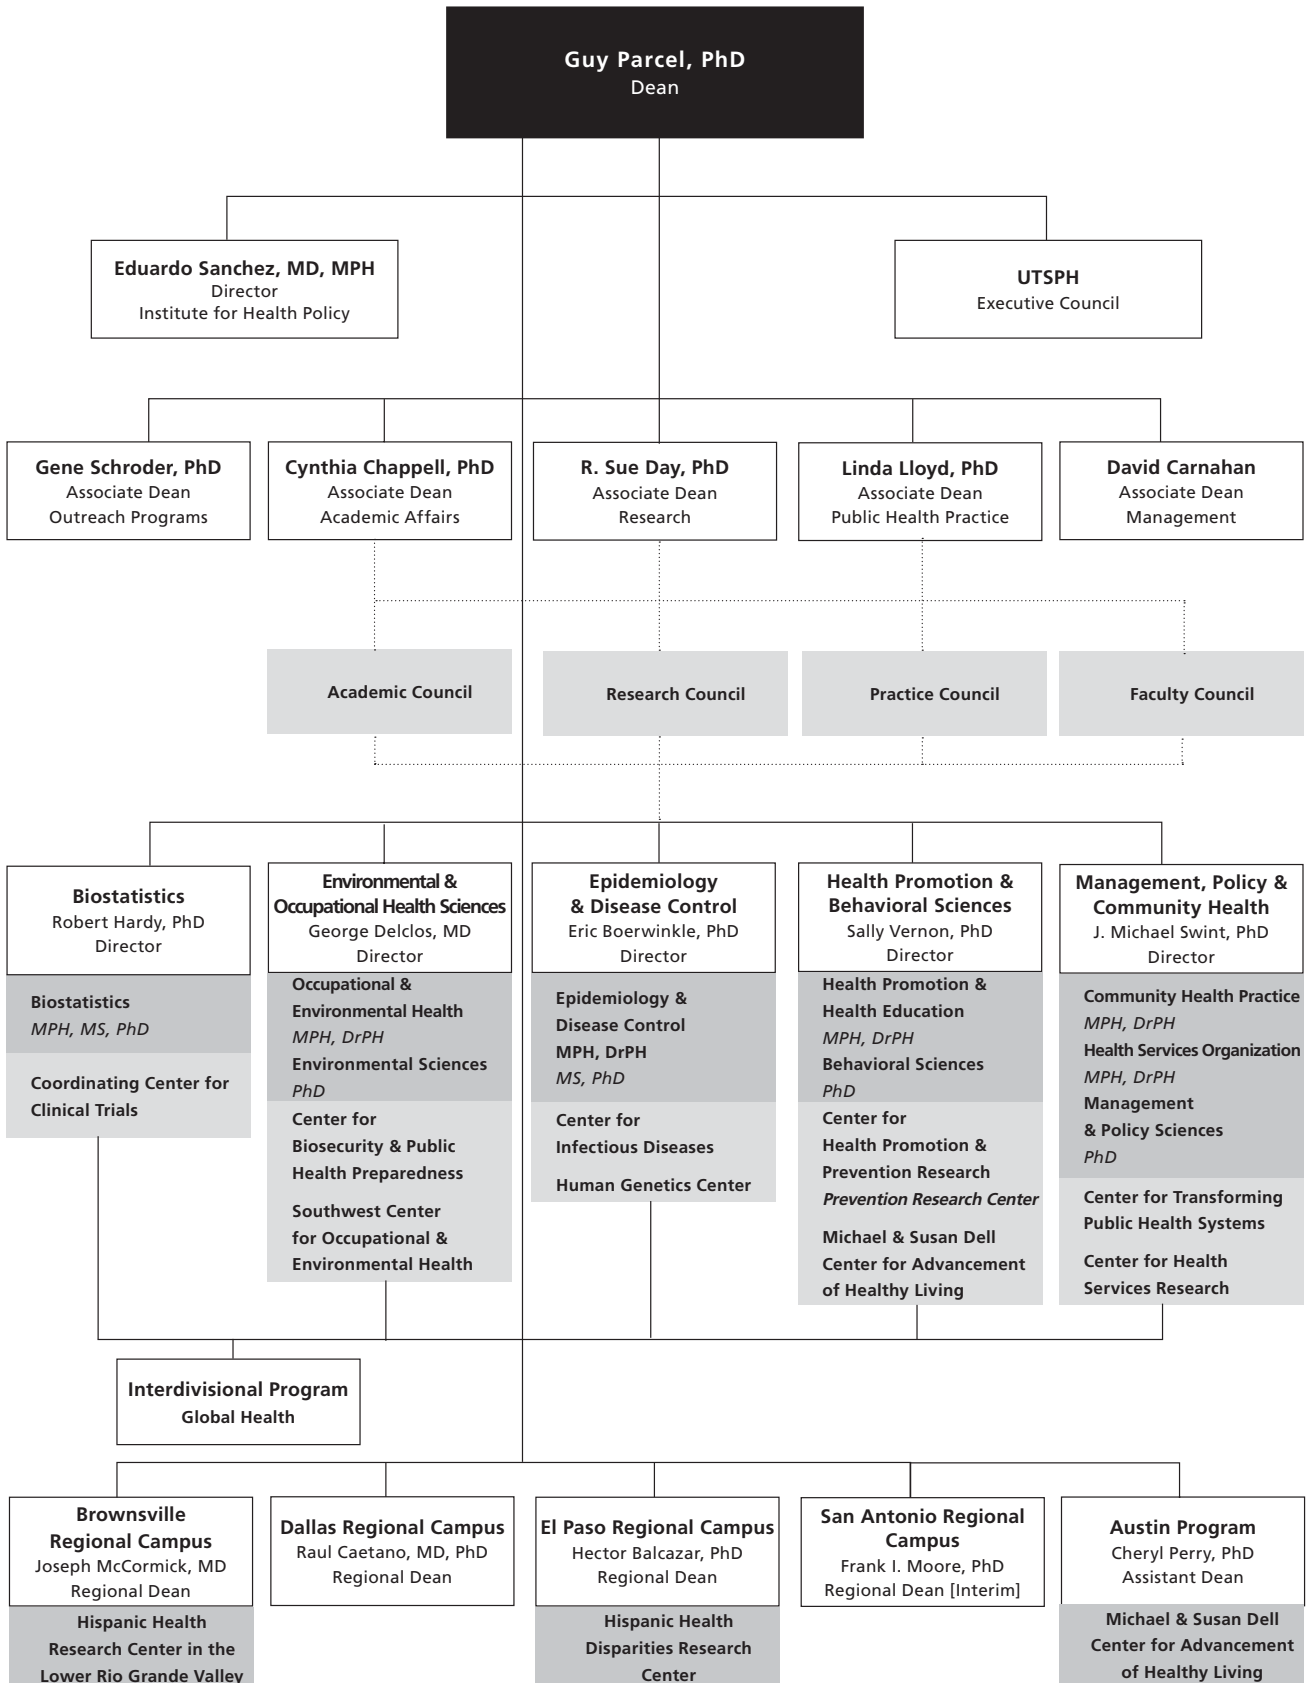 Guy Parcel, PhD
Dean
Eduardo Sanchez, MD, MPH
Director
Institute for Health Policy
UTSPH
Executive Council
Gene Schroder, PhD
Associate Dean
Outreach Programs
Cynthia Chappell, PhD
Associate Dean
Academic Affairs
R. Sue Day, PhD
Associate Dean
Research
Linda Lloyd, PhD
Associate Dean
Public Health Practice
David Carnahan
Associate Dean
Management
Academic Council
Research Council
Practice Council
Faculty Council
Biostatistics
Robert Hardy, PhD
Director
Biostatistics
MPH, MS, PhD
Coordinating Center for
Clinical Trials
Environmental &
Occupational Health Sciences
George Delclos, MD
Director
Occupational &
Environmental Health
MPH, DrPH
Environmental Sciences
PhD
Center for
Biosecurity & Public
Health Preparedness
Southwest Center
for Occupational &
Environmental Health
Epidemiology
& Disease Control
Eric Boerwinkle, PhD
Director
Epidemiology &
Disease Control
MPH, DrPH
MS, PhD
Center for
Infectious Diseases
Human Genetics Center
Health Promotion &
Behavioral Sciences
Sally Vernon, PhD
Director
Health Promotion &
Health Education
MPH, DrPH
Behavioral Sciences
PhD
Center for
Health Promotion &
Prevention Research
Prevention Research Center
Michael & Susan Dell
Center for Advancement
of Healthy Living
Management, Policy &
Community Health
J. Michael Swint, PhD
Director
Community Health Practice
MPH, DrPH
Health Services Organization
MPH, DrPH
Management
& Policy Sciences
PhD
Center for Transforming
Public Health Systems
Center for Health
Services Research
Interdivisional Program
Global Health
Brownsville
Regional Campus
Joseph McCormick, MD
Regional Dean
Hispanic Health
Research Center in the
Lower Rio Grande Valley
Dallas Regional Campus
Raul Caetano, MD, PhD
Regional Dean
El Paso Regional Campus
Hector Balcazar, PhD
Regional Dean
Hispanic Health
Disparities Research
Center
San Antonio Regional
Campus
Frank I. Moore, PhD
Regional Dean [Interim]
Austin Program
Cheryl Perry, PhD
Assistant Dean
Michael & Susan Dell
Center for Advancement
of Healthy Living